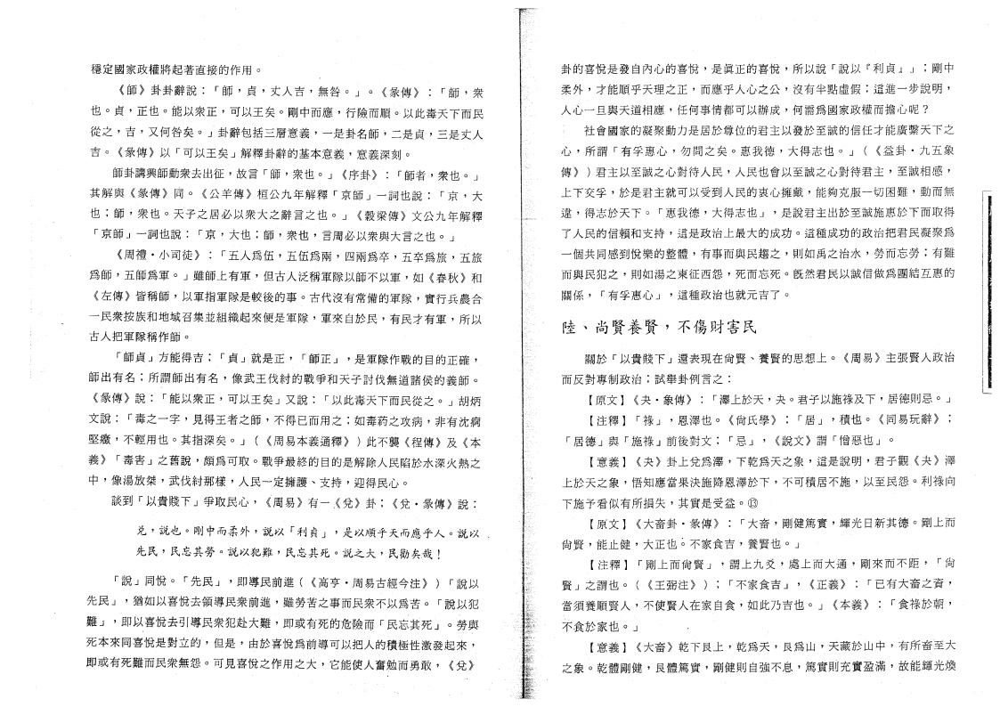 穩定國家政權將起著直接的作用。
《師》卦卦辭說：「師，貞，丈人吉，無咎。」。《彖傳》：「師，衆
也。貞，正也。能以衆正，可以王矣。剛中而應，行險而順。以此毒天下而民
從之，吉，又何咎矣。」卦辭包括三層意義，一是卦名師，二是貞，三是丈人
吉。《彖傳》以「可以王矣」解釋卦辭的基本意義，意義深刻。
師卦講興師動衆去出征，故言「師，衆也。」《序卦》：「師者，衆也。」
其解與《彖傳》同。《公羊傳》桓公九年解釋「京師」一詞也說：「京，大
也；師，衆也。天子之居必以衆大之辭言之也。」《穀梁傳》文公九年解釋
「京師」一詞也說：「京，大也；師，衆也，言周必以衆與大言之也。」
《周禮·小司徒》：「五人爲伍，五伍爲兩，四兩爲卒，五卒爲旅，五旅
爲師，五師爲軍。」雖師上有軍，但古人泛稱軍隊以師不以軍，如《春秋》和
《左傳》皆稱師，以軍指軍隊是較後的事。古代沒有常備的軍隊，實行兵農合
一民衆按族和地域召集並組織起來便是軍隊，軍來自於民，有民才有軍，所以
古人把軍隊稱作師。
「師貞」方能得吉；「貞」就是正，「師正」，是軍隊作戰的目的正確，
師出有名；所謂師出有名，像武王伐紂的戰爭和天子討伐無道諸侯的義師。
《彖傳》說：「能以衆正，可以王矣」又說：「以此毒天下而民從之。」胡炳
文說：「毒之一字，見得王者之師，不得已而用之；如毒葯之攻病，非有沈痾
堅癥，不輕用也。其指深矣。」（《周易本義通釋》）此不襲《程傳》及《本
義》「毒害」之舊說，頗爲可取。戰爭最終的目的是解除人民陷於水深火熱之
中，像湯放桀，武伐紂那樣，人民一定擁護、支持，迎得民心。
談到「以貴賤下」爭取民心，《周易》有一《兌》卦：《兌·彖傳》說：
兌，說也。剛中而柔外，說以「利貞」，是以順乎天而應乎人。說以
先民，民忘其勞。說以犯難，民忘其死。說之大，民勸矣哉！
「說」同悅。「先民」，即導民前進（《高亨·周易古經今注》）「說以
先民」，猶如以喜悅去領導民衆前進，雖勞苦之事而民衆不以爲苦。「說以犯
難」，即以喜悅去引導民衆犯赴大難，即或有死的危險而「民忘其死」。勞與
死本來同喜悅是對立的，但是，由於喜悅爲前導可以把人的積極性激發起來，
即或有死難而民衆無怨。可見喜悅之作用之大，它能使人奮勉而勇敢，《兌》
卦的喜悅是發自內心的喜悅，是眞正的喜悅，所以說「說以『利貞』」；剛中
柔外，才能順乎天理之正，而應乎人心之公，沒有半點虛假；這進一步說明，
人心一旦與天道相應，任何事情都可以辦成，何需爲國家政權而擔心呢？
社會國家的凝聚動力是居於尊位的君主以發於至誠的信任才能廣繫天下之
心，所謂「有孚惠心，勿問之矣。惠我德，大得志也。」（《益卦·九五象
傳》）君主以至誠之心對待人民，人民也會以至誠之心對待君主，至誠相感，
上下交孚，於是君主就可以受到人民的衷心擁戴，能夠克服一切困難，動而無
違，得志於天下。「惠我德，大得志也」，是說君主出於至誠施惠於下而取得
了人民的信賴和支持，這是政治上最大的成功。這種成功的政治把君民凝聚爲
一個共同感到悅樂的整體，有事而與民趨之，則如禹之治水，勞而忘勞；有難
而與民犯之，則如湯之東征西怨，死而忘死。旣然君民以誠信做爲團結互惠的
關係，「有孚惠心」，這種政治也就元吉了。
陸、尚賢養賢，不傷財害民
關於「以貴賤下」還表現在尙賢、養賢的思想上。《周易》主張賢人政治
而反對專制政治；試舉卦例言之：
【原文】《夬·象傳》：「澤上於天，夬。君子以施祿及下，居德則忌。」
【注釋】「祿」，恩澤也。《尙氏學》：「居」，積也。《周易玩辭》：
「居德」與「施祿」前後對文；「忌」，《說文》謂「憎惡也」。
【意義】《夬》卦上兌爲澤，下乾爲天之象，這是說明，君子觀《夬》澤
上於天之象，悟知應當果決施降恩澤於下，不可積居不施，以至民怨。利祿向
下施予看似有所損失，其實是受益。⑬
【原文】《大畜卦·彖傳》：「大畜，剛健篤實，輝光日新其德。剛上而
尙賢，能止健，大正也。不家食吉，養賢也。」
【注釋】「剛上而尙賢」，謂上九爻，處上而大通，剛來而不距，「尙
賢」之謂也。（《王弼注》）；「不家食吉」，《正義》：「已有大畜之資，
當須養順賢人，不使賢人在家自食，如此乃吉也。」《本義》：「食祿於朝，
不食於家也。」
【意義】《大畜》乾下艮上，乾爲天，艮爲山，天藏於山中，有所畜至大
之象。乾體剛健，艮體篤實，剛健則自強不息，篤實則充實盈滿，故能輝光煥